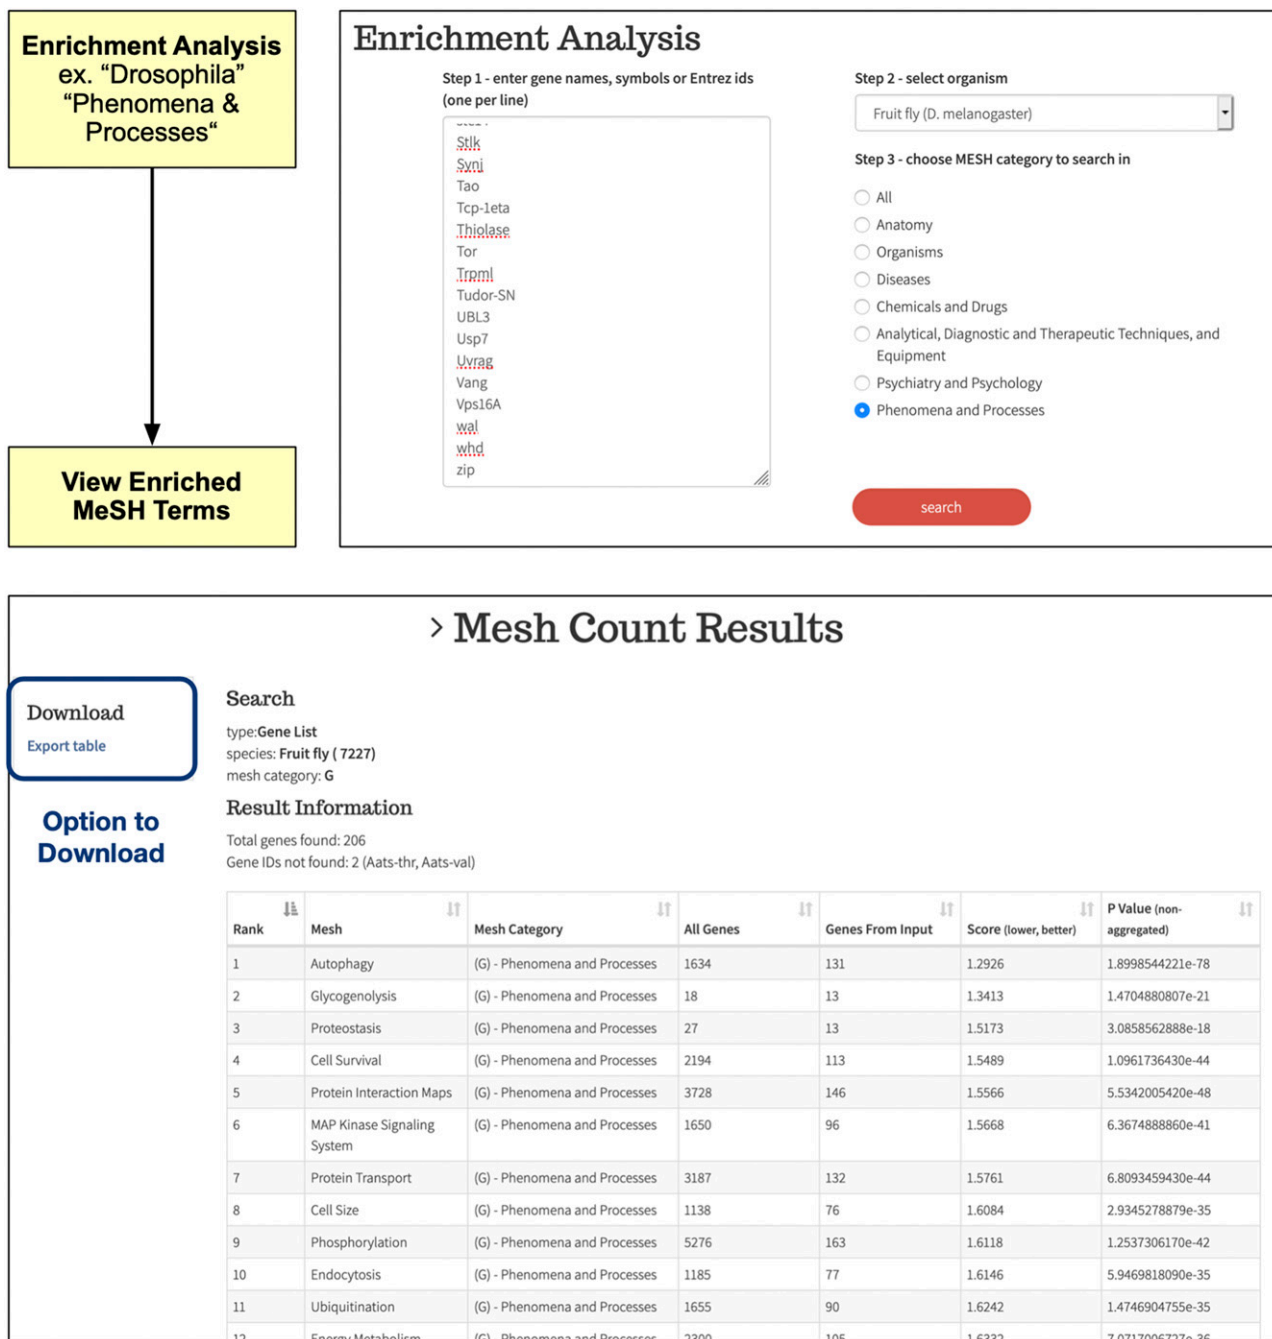 Enrichment Analysis
ex. “Drosophila”
“Phenomena &
Processes“
View Enriched
MeSH Terms
Enrichment Analysis
Step 1 - enter gene names, symbols or Entrez ids
(one per line)
Stlk
Synj
Tao
Tcp-1eta
Thiolase
Tor
Trpml
Tudor-SN
UBL3
Usp7
Uvrag
Vang
Vps16A
wal
whd
zip
Step 2 - select organism
Fruit fly (D. melanogaster)
Step 3 - choose MESH category to search in
All
Anatomy
Organisms
Diseases
Chemicals and Drugs
Analytical, Diagnostic and Therapeutic Techniques, and
Equipment
Psychiatry and Psychology
Phenomena and Processes
search
> Mesh Count Results
Download
Export table
Option to
Download
Search
type:Gene List
species: Fruit fly ( 7227)
mesh category: G
Result Information
Total genes found: 206
Gene IDs not found: 2 (Aats-thr, Aats-val)
Rank Mesh Mesh Category All Genes Genes From Input Score (lower, better) P Value (non-
aggregated)
1 Autophagy (G) - Phenomena and Processes 1634 131 1.2926 1.8998544221e-78
2 Glycogenolysis (G) - Phenomena and Processes 18 13 1.3413 1.4704880807e-21
3 Proteostasis (G) - Phenomena and Processes 27 13 1.5173 3.0858562888e-18
4 Cell Survival (G) - Phenomena and Processes 2194 113 1.5489 1.0961736430e-44
5 Protein Interaction Maps (G) - Phenomena and Processes 3728 146 1.5566 5.5342005420e-48
6 MAP Kinase Signaling (G) - Phenomena and Processes 1650 96 1.5668 6.3674888860e-41
System
7 Protein Transport (G) - Phenomena and Processes 3187 132 1.5761 6.8093459430e-44
8 Cell Size (G) - Phenomena and Processes 1138 76 1.6084 2.9345278879e-35
9 Phosphorylation (G) - Phenomena and Processes 5276 163 1.6118 1.2537306170e-42
10 Endocytosis (G) - Phenomena and Processes 1185 77 1.6146 5.9469818090e-35
11 Ubiquitination (G) - Phenomena and Processes 1655 90 1.6242 1.4746904755e-35
12 Energy Metabolism (G) - Phenomena and Processes 2300 105 1.6332